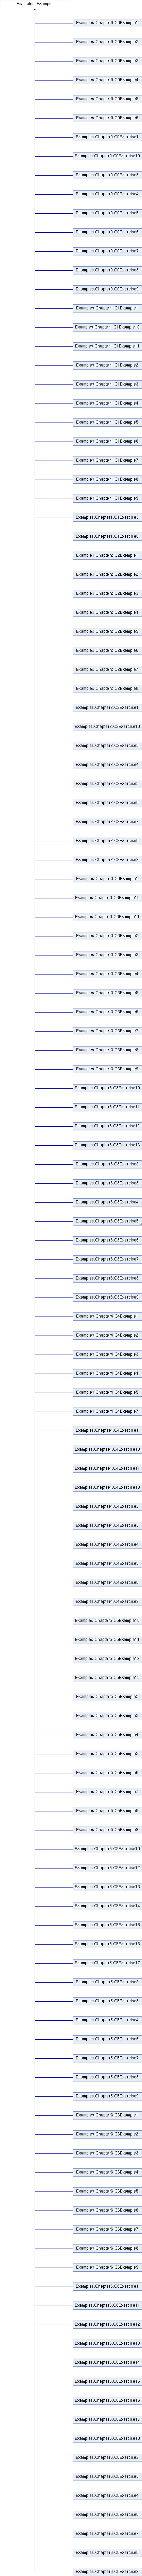 Examples.IExample
Examples.Chapter0.C0Example1
Examples.Chapter0.C0Example2
Examples.Chapter0.C0Example3
Examples.Chapter0.C0Example4
Examples.Chapter0.C0Example5
Examples.Chapter0.C0Example6
Examples.Chapter0.C0Exercise1
Examples.Chapter0.C0Exercise10
Examples.Chapter0.C0Exercise3
Examples.Chapter0.C0Exercise4
Examples.Chapter0.C0Exercise5
Examples.Chapter0.C0Exercise6
Examples.Chapter0.C0Exercise7
Examples.Chapter0.C0Exercise8
Examples.Chapter0.C0Exercise9
Examples.Chapter1.C1Example1
Examples.Chapter1.C1Example10
Examples.Chapter1.C1Example11
Examples.Chapter1.C1Example2
Examples.Chapter1.C1Example3
Examples.Chapter1.C1Example4
Examples.Chapter1.C1Example5
Examples.Chapter1.C1Example6
Examples.Chapter1.C1Example7
Examples.Chapter1.C1Example8
Examples.Chapter1.C1Example9
Examples.Chapter1.C1Exercise3
Examples.Chapter1.C1Exercise8
Examples.Chapter2.C2Example1
Examples.Chapter2.C2Example2
Examples.Chapter2.C2Example3
Examples.Chapter2.C2Example4
Examples.Chapter2.C2Example5
Examples.Chapter2.C2Example6
Examples.Chapter2.C2Example7
Examples.Chapter2.C2Example8
Examples.Chapter2.C2Exercise1
Examples.Chapter2.C2Exercise10
Examples.Chapter2.C2Exercise3
Examples.Chapter2.C2Exercise4
Examples.Chapter2.C2Exercise5
Examples.Chapter2.C2Exercise6
Examples.Chapter2.C2Exercise7
Examples.Chapter2.C2Exercise8
Examples.Chapter2.C2Exercise9
Examples.Chapter3.C3Example1
Examples.Chapter3.C3Example10
Examples.Chapter3.C3Example11
Examples.Chapter3.C3Example2
Examples.Chapter3.C3Example3
Examples.Chapter3.C3Example4
Examples.Chapter3.C3Example5
Examples.Chapter3.C3Example6
Examples.Chapter3.C3Example7
Examples.Chapter3.C3Example8
Examples.Chapter3.C3Example9
Examples.Chapter3.C3Exercise10
Examples.Chapter3.C3Exercise11
Examples.Chapter3.C3Exercise12
Examples.Chapter3.C3Exercise16
Examples.Chapter3.C3Exercise2
Examples.Chapter3.C3Exercise3
Examples.Chapter3.C3Exercise4
Examples.Chapter3.C3Exercise5
Examples.Chapter3.C3Exercise6
Examples.Chapter3.C3Exercise7
Examples.Chapter3.C3Exercise8
Examples.Chapter3.C3Exercise9
Examples.Chapter4.C4Example1
Examples.Chapter4.C4Example2
Examples.Chapter4.C4Example3
Examples.Chapter4.C4Example4
Examples.Chapter4.C4Example5
Examples.Chapter4.C4Example7
Examples.Chapter4.C4Exercise1
Examples.Chapter4.C4Exercise10
Examples.Chapter4.C4Exercise11
Examples.Chapter4.C4Exercise13
Examples.Chapter4.C4Exercise2
Examples.Chapter4.C4Exercise3
Examples.Chapter4.C4Exercise4
Examples.Chapter4.C4Exercise5
Examples.Chapter4.C4Exercise6
Examples.Chapter4.C4Exercise9
Examples.Chapter5.C5Example10
Examples.Chapter5.C5Example11
Examples.Chapter5.C5Example12
Examples.Chapter5.C5Example13
Examples.Chapter5.C5Example2
Examples.Chapter5.C5Example3
Examples.Chapter5.C5Example4
Examples.Chapter5.C5Example5
Examples.Chapter5.C5Example6
Examples.Chapter5.C5Example7
Examples.Chapter5.C5Example8
Examples.Chapter5.C5Example9
Examples.Chapter5.C5Exercise10
Examples.Chapter5.C5Exercise12
Examples.Chapter5.C5Exercise13
Examples.Chapter5.C5Exercise14
Examples.Chapter5.C5Exercise15
Examples.Chapter5.C5Exercise16
Examples.Chapter5.C5Exercise17
Examples.Chapter5.C5Exercise2
Examples.Chapter5.C5Exercise3
Examples.Chapter5.C5Exercise4
Examples.Chapter5.C5Exercise6
Examples.Chapter5.C5Exercise7
Examples.Chapter5.C5Exercise8
Examples.Chapter5.C5Exercise9
Examples.Chapter6.C6Example1
Examples.Chapter6.C6Example2
Examples.Chapter6.C6Example3
Examples.Chapter6.C6Example4
Examples.Chapter6.C6Example5
Examples.Chapter6.C6Example6
Examples.Chapter6.C6Example7
Examples.Chapter6.C6Example8
Examples.Chapter6.C6Example9
Examples.Chapter6.C6Exercise1
Examples.Chapter6.C6Exercise11
Examples.Chapter6.C6Exercise12
Examples.Chapter6.C6Exercise13
Examples.Chapter6.C6Exercise14
Examples.Chapter6.C6Exercise15
Examples.Chapter6.C6Exercise16
Examples.Chapter6.C6Exercise17
Examples.Chapter6.C6Exercise18
Examples.Chapter6.C6Exercise2
Examples.Chapter6.C6Exercise3
Examples.Chapter6.C6Exercise4
Examples.Chapter6.C6Exercise6
Examples.Chapter6.C6Exercise7
Examples.Chapter6.C6Exercise8
Examples.Chapter6.C6Exercise9